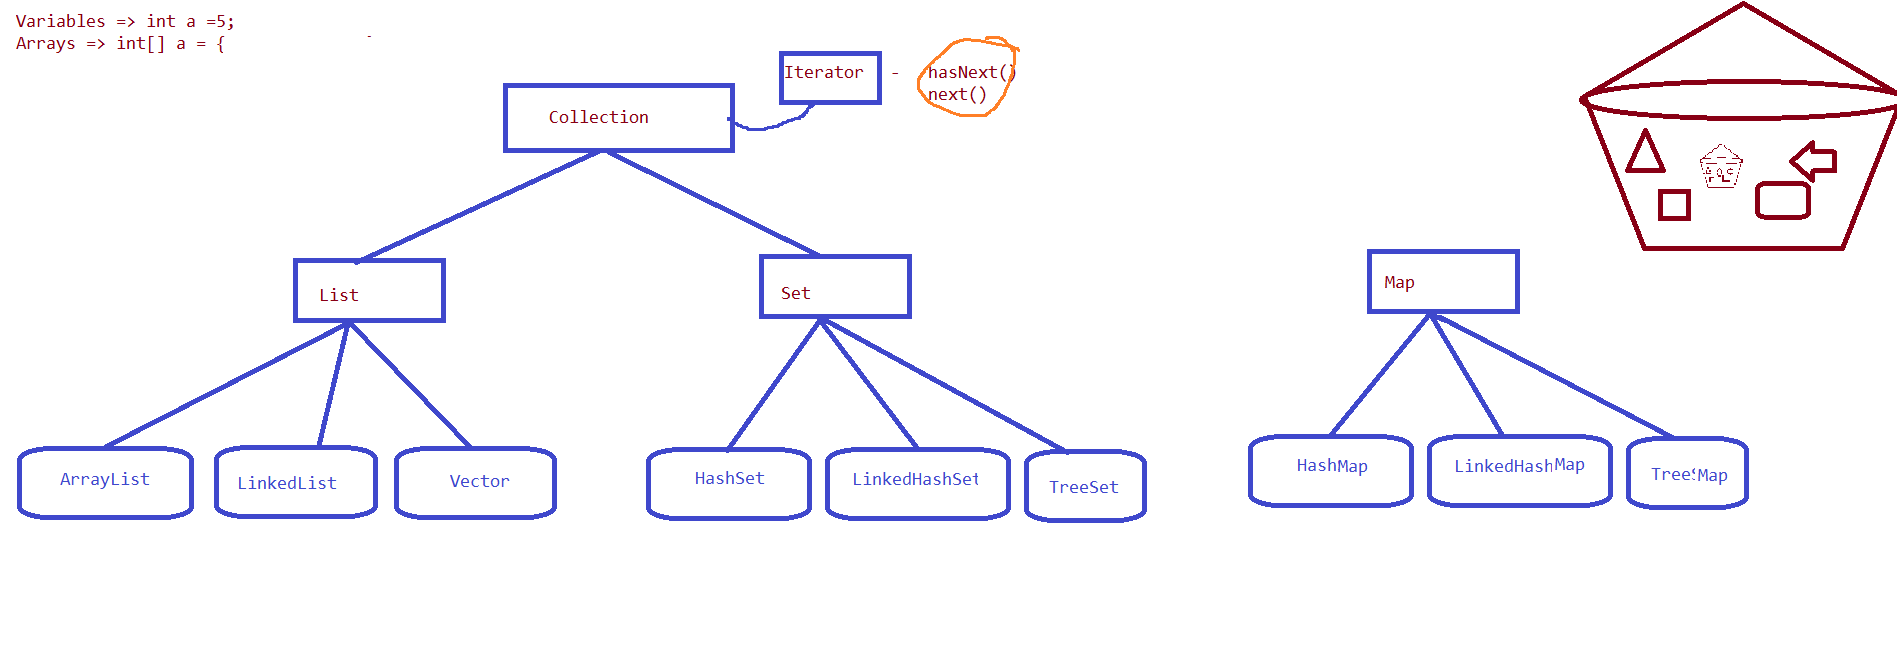 Variables => int a =5;
Arrays => int[] a = {
Iterator - hasNext()
next()
Collection
List
Set
Map
ArrayList
LinkedList
Vector
HashSet
LinkedHashSet
TreeSet
HashMap
LinkedHashMap
TreeMap